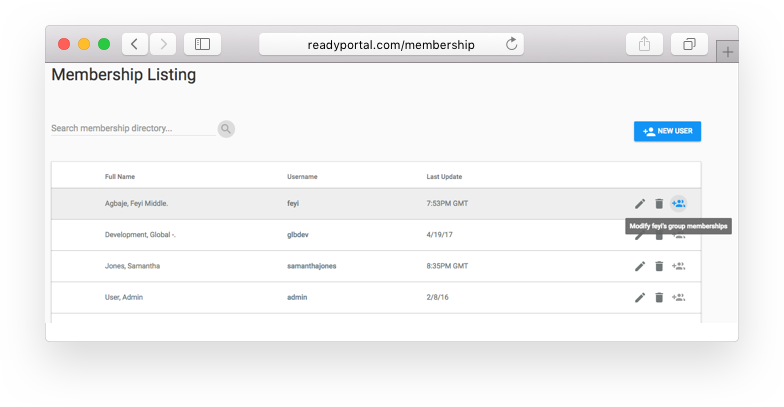 readyportal.com/membership
Membership Listing
Search membership directory...
NEW USER
Full Name Username Last Update
Agbaje, Feyi Middle. feyi 7:53PM GMT
Modify feyi's group memberships
Development, Global -. glbdev 4/19/17
Jones, Samantha samanthajones 8:35PM GMT
User, Admin admin 2/8/16